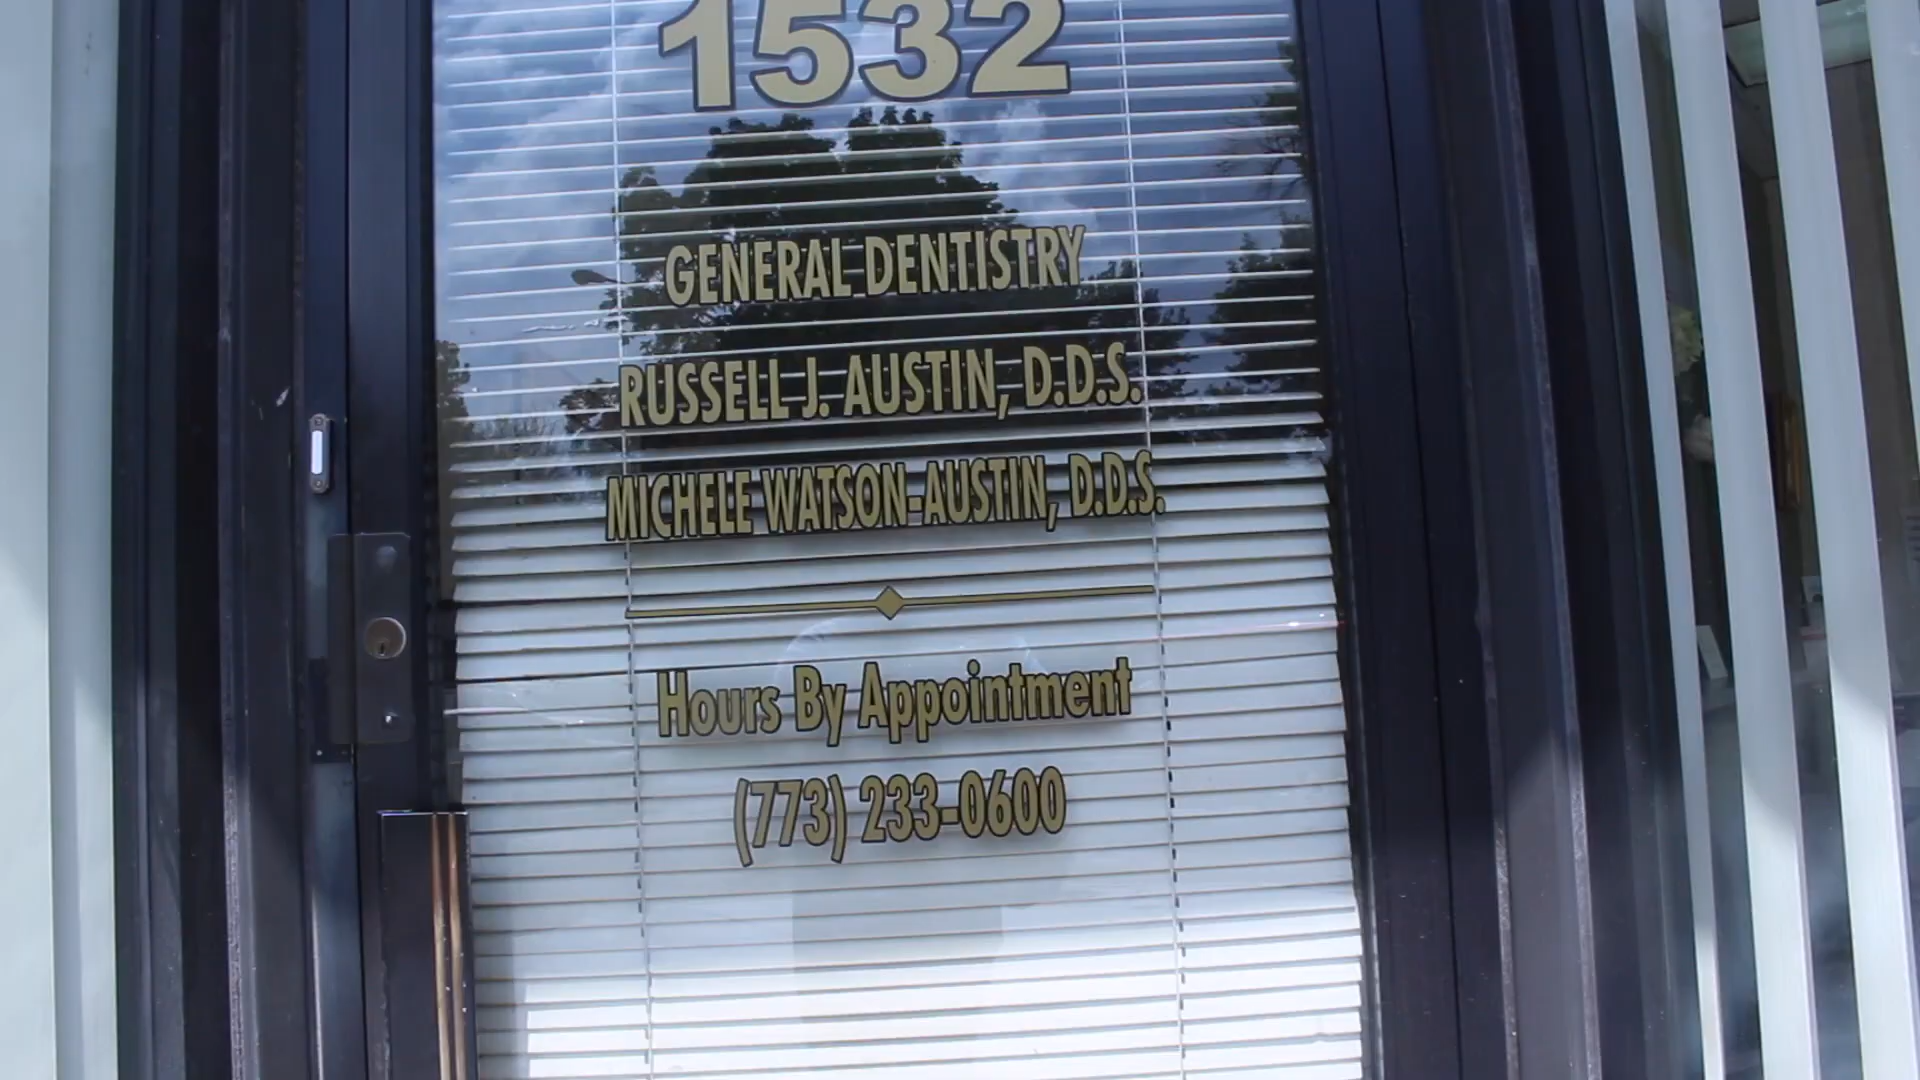 1532
GENERAL DENTISTRY
RUSSELL J. AUSTIN, D.D.S.
MICHELE WATSON-AUSTIN, D.D.S.
Hours By Appointment
(773) 233-0600